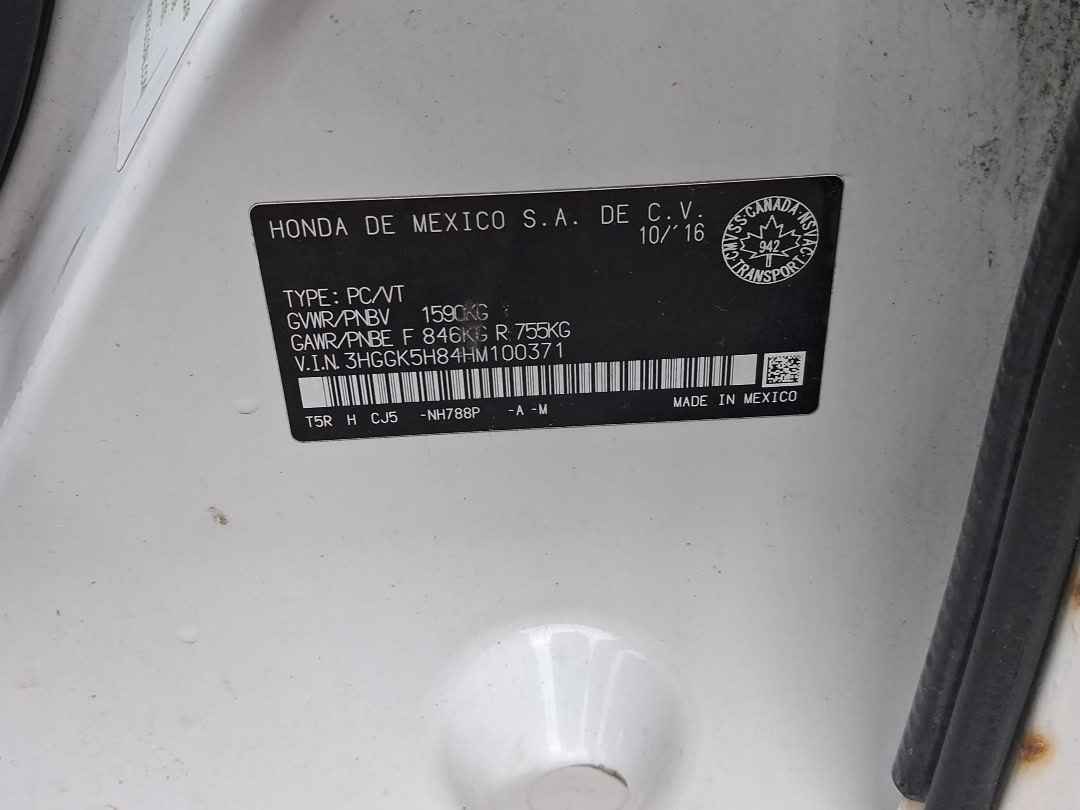 HONDA DE MEXICO S.A. DE C.V.
10/'16
CMVSS·CANADA·NSVAC·
942
TRANSPORT
TYPE: PC/VT
GVWR/PNBV 1590KG
GAWR/PNBE F 846KG R 755KG
V.I.N. 3HGGK5H84HM100371
T5R H CJ5 -NH788P -A -M
MADE IN MEXICO